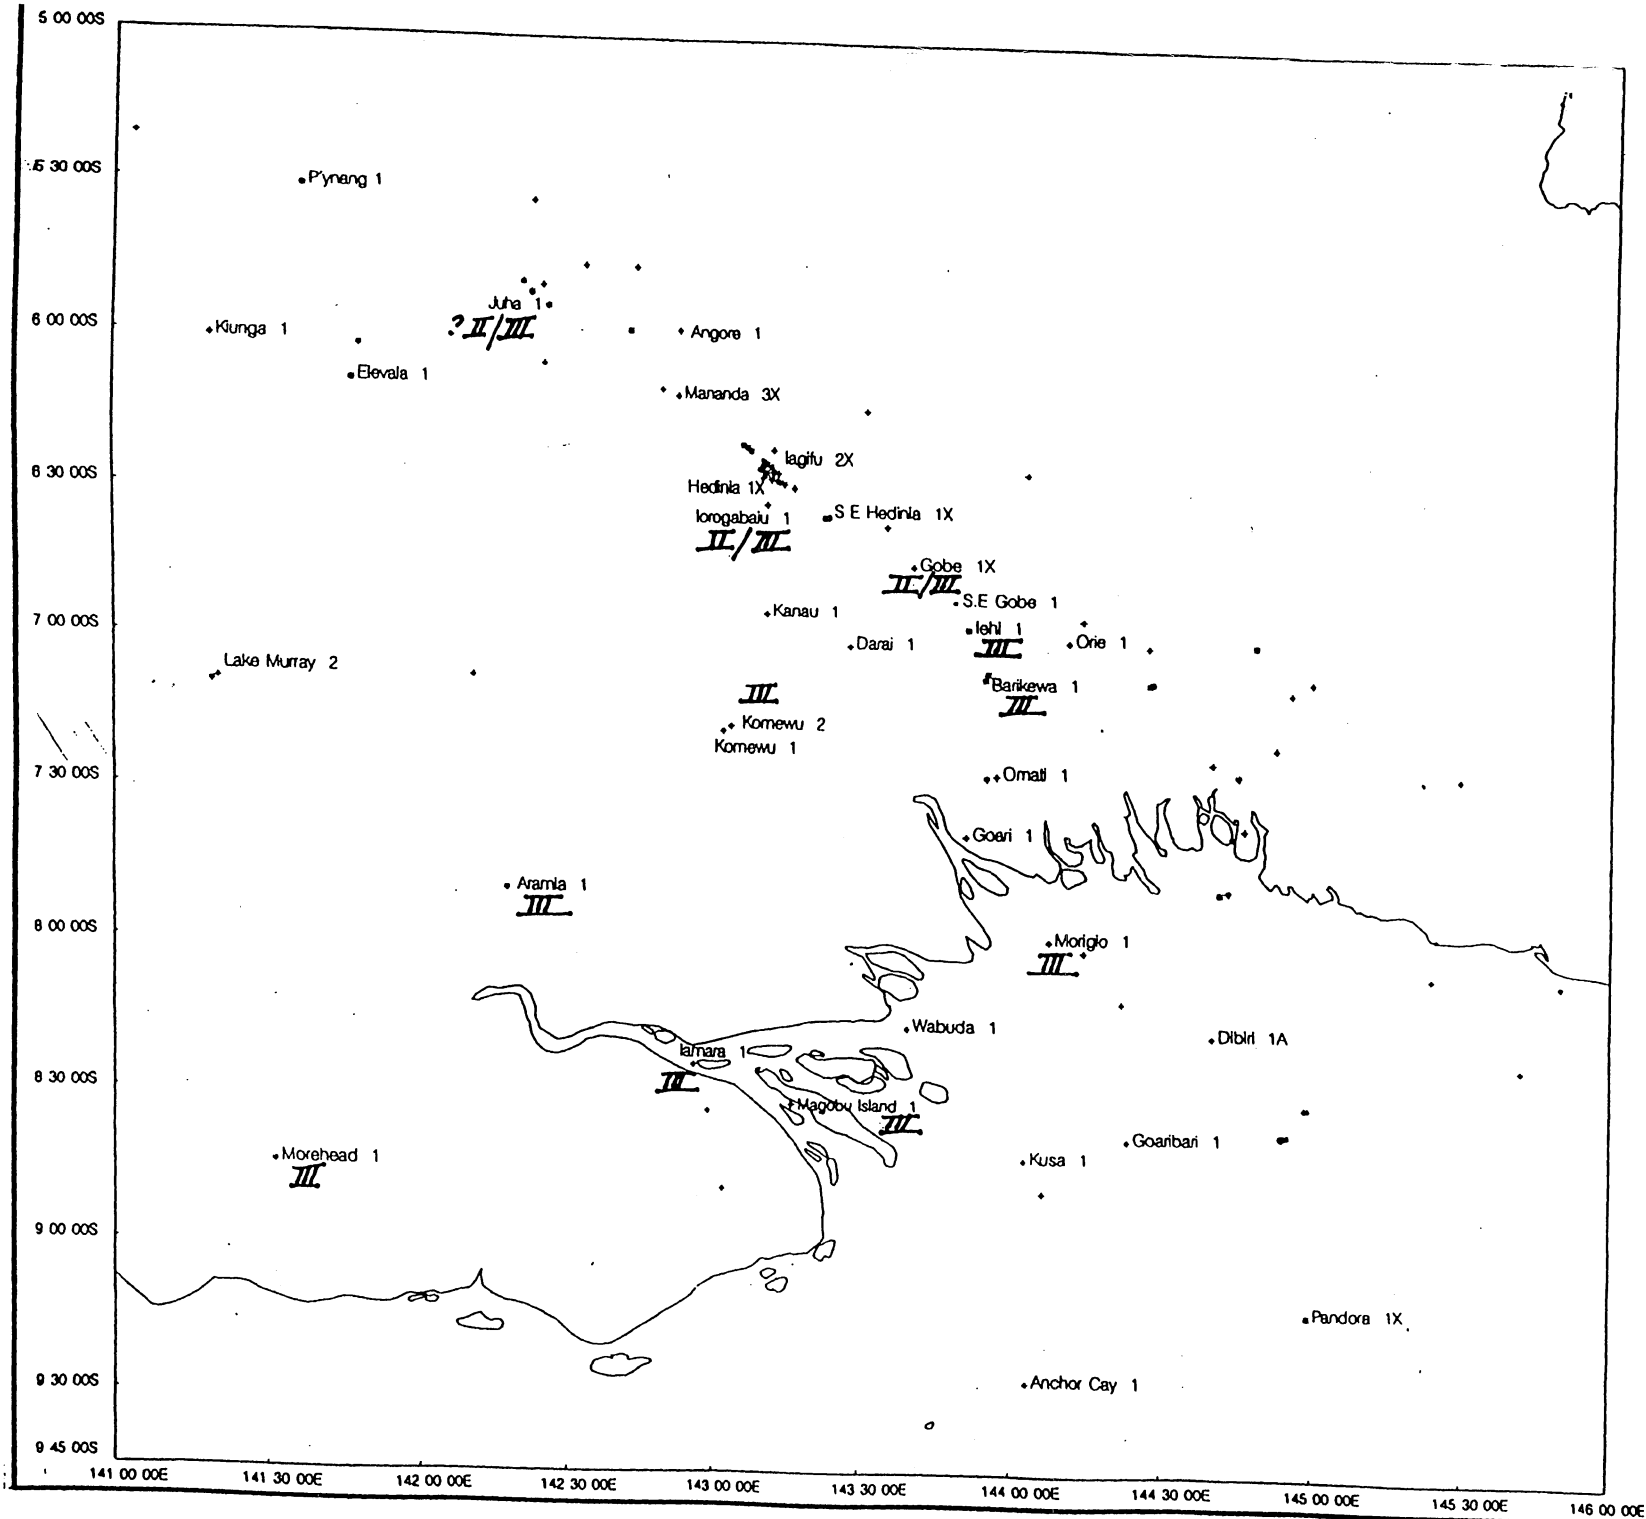 5 00 00S
5 30 00S
P'ynang 1
Juha 1
? II/III
6 00 00S
Kiunga 1
Angore 1
Elevala 1
Mananda 3X
Iagifu 2X
6 30 00S
Hedinia 1X
S E Hedinia 1X
Iorogabaiu 1
II/III
Gobe 1X
II/III
S.E Gobe 1
7 00 00S
Kanau 1
Iehi 1
III
Darai 1
Orie 1
Lake Murray 2
Barikewa 1
III
III
Komewu 2
Komewu 1
7 30 00S
Omati 1
Goari 1
Aramia 1
III
8 00 00S
Morigio 1
III
Wabuda 1
Dibiri 1A
Iamara 1
III
8 30 00S
Magobu Island 1
III
Goaribari 1
Morehead 1
III
Kusa 1
9 00 00S
Pandora 1X
9 30 00S
Anchor Cay 1
9 45 00S
141 00 00E 141 30 00E 142 00 00E 142 30 00E 143 00 00E 143 30 00E 144 00 00E 144 30 00E 145 00 00E 145 30 00E 146 00 00E